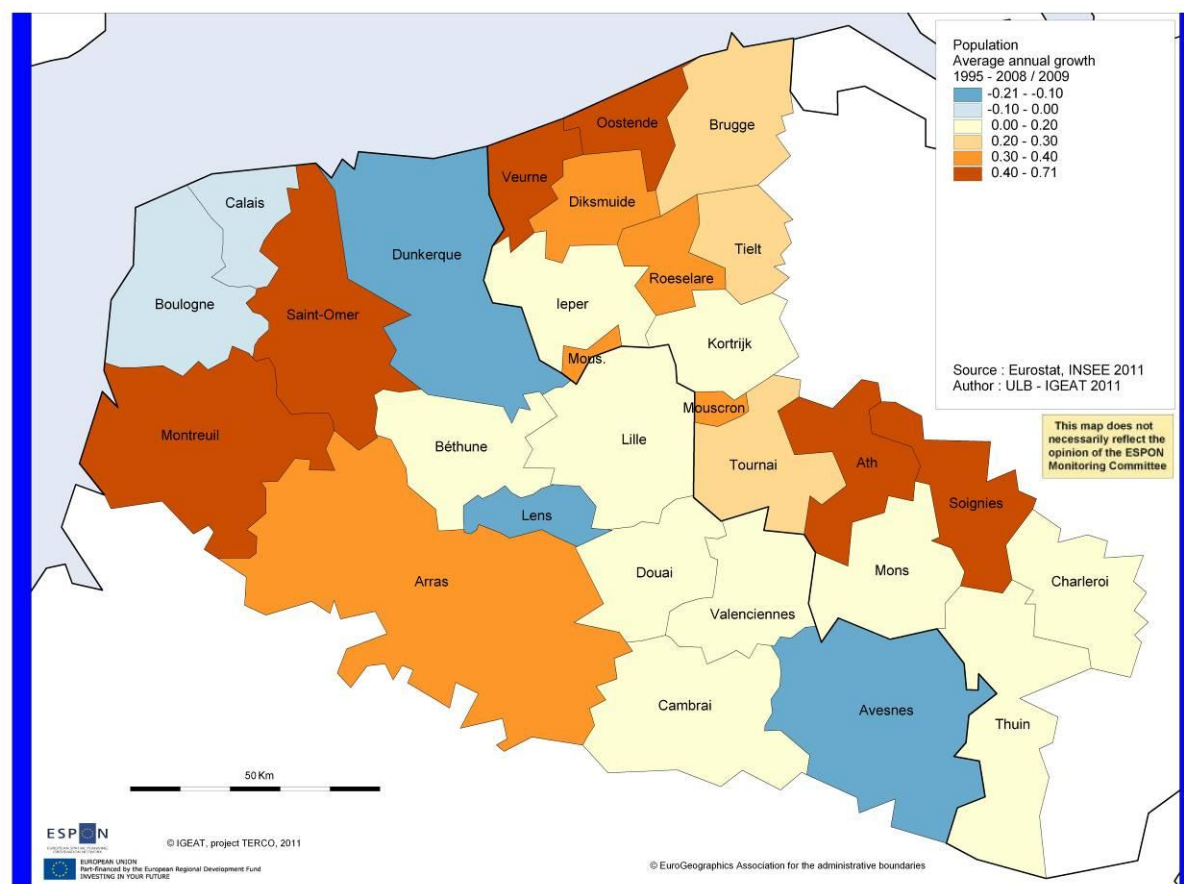 Population
Average annual growth
1995 - 2008 / 2009
-0.21 - -0.10
-0.10 - 0.00
0.00 - 0.20
0.20 - 0.30
0.30 - 0.40
0.40 - 0.71
Source : Eurostat, INSEE 2011
Author : ULB - IGEAT 2011
This map does not
necessarily reflect the
opinion of the ESPON
Monitoring Committee
Oostende
Brugge
Veurne
Calais
Diksmuide
Dunkerque
Tielt
Roeselare
Boulogne
Ieper
Saint-Omer
Kortrijk
Mous.
Mouscron
Montreuil
Béthune
Lille
Tournai
Ath
Soignies
Lens
Arras
Douai
Mons
Charleroi
Valenciennes
Cambrai
Avesnes
Thuin
50 Km
ESPON
© IGEAT, project TERCO, 2011
EUROPEAN UNION
Part-financed by the European Regional Development Fund
INVESTING IN YOUR FUTURE
© EuroGeographics Association for the administrative boundaries